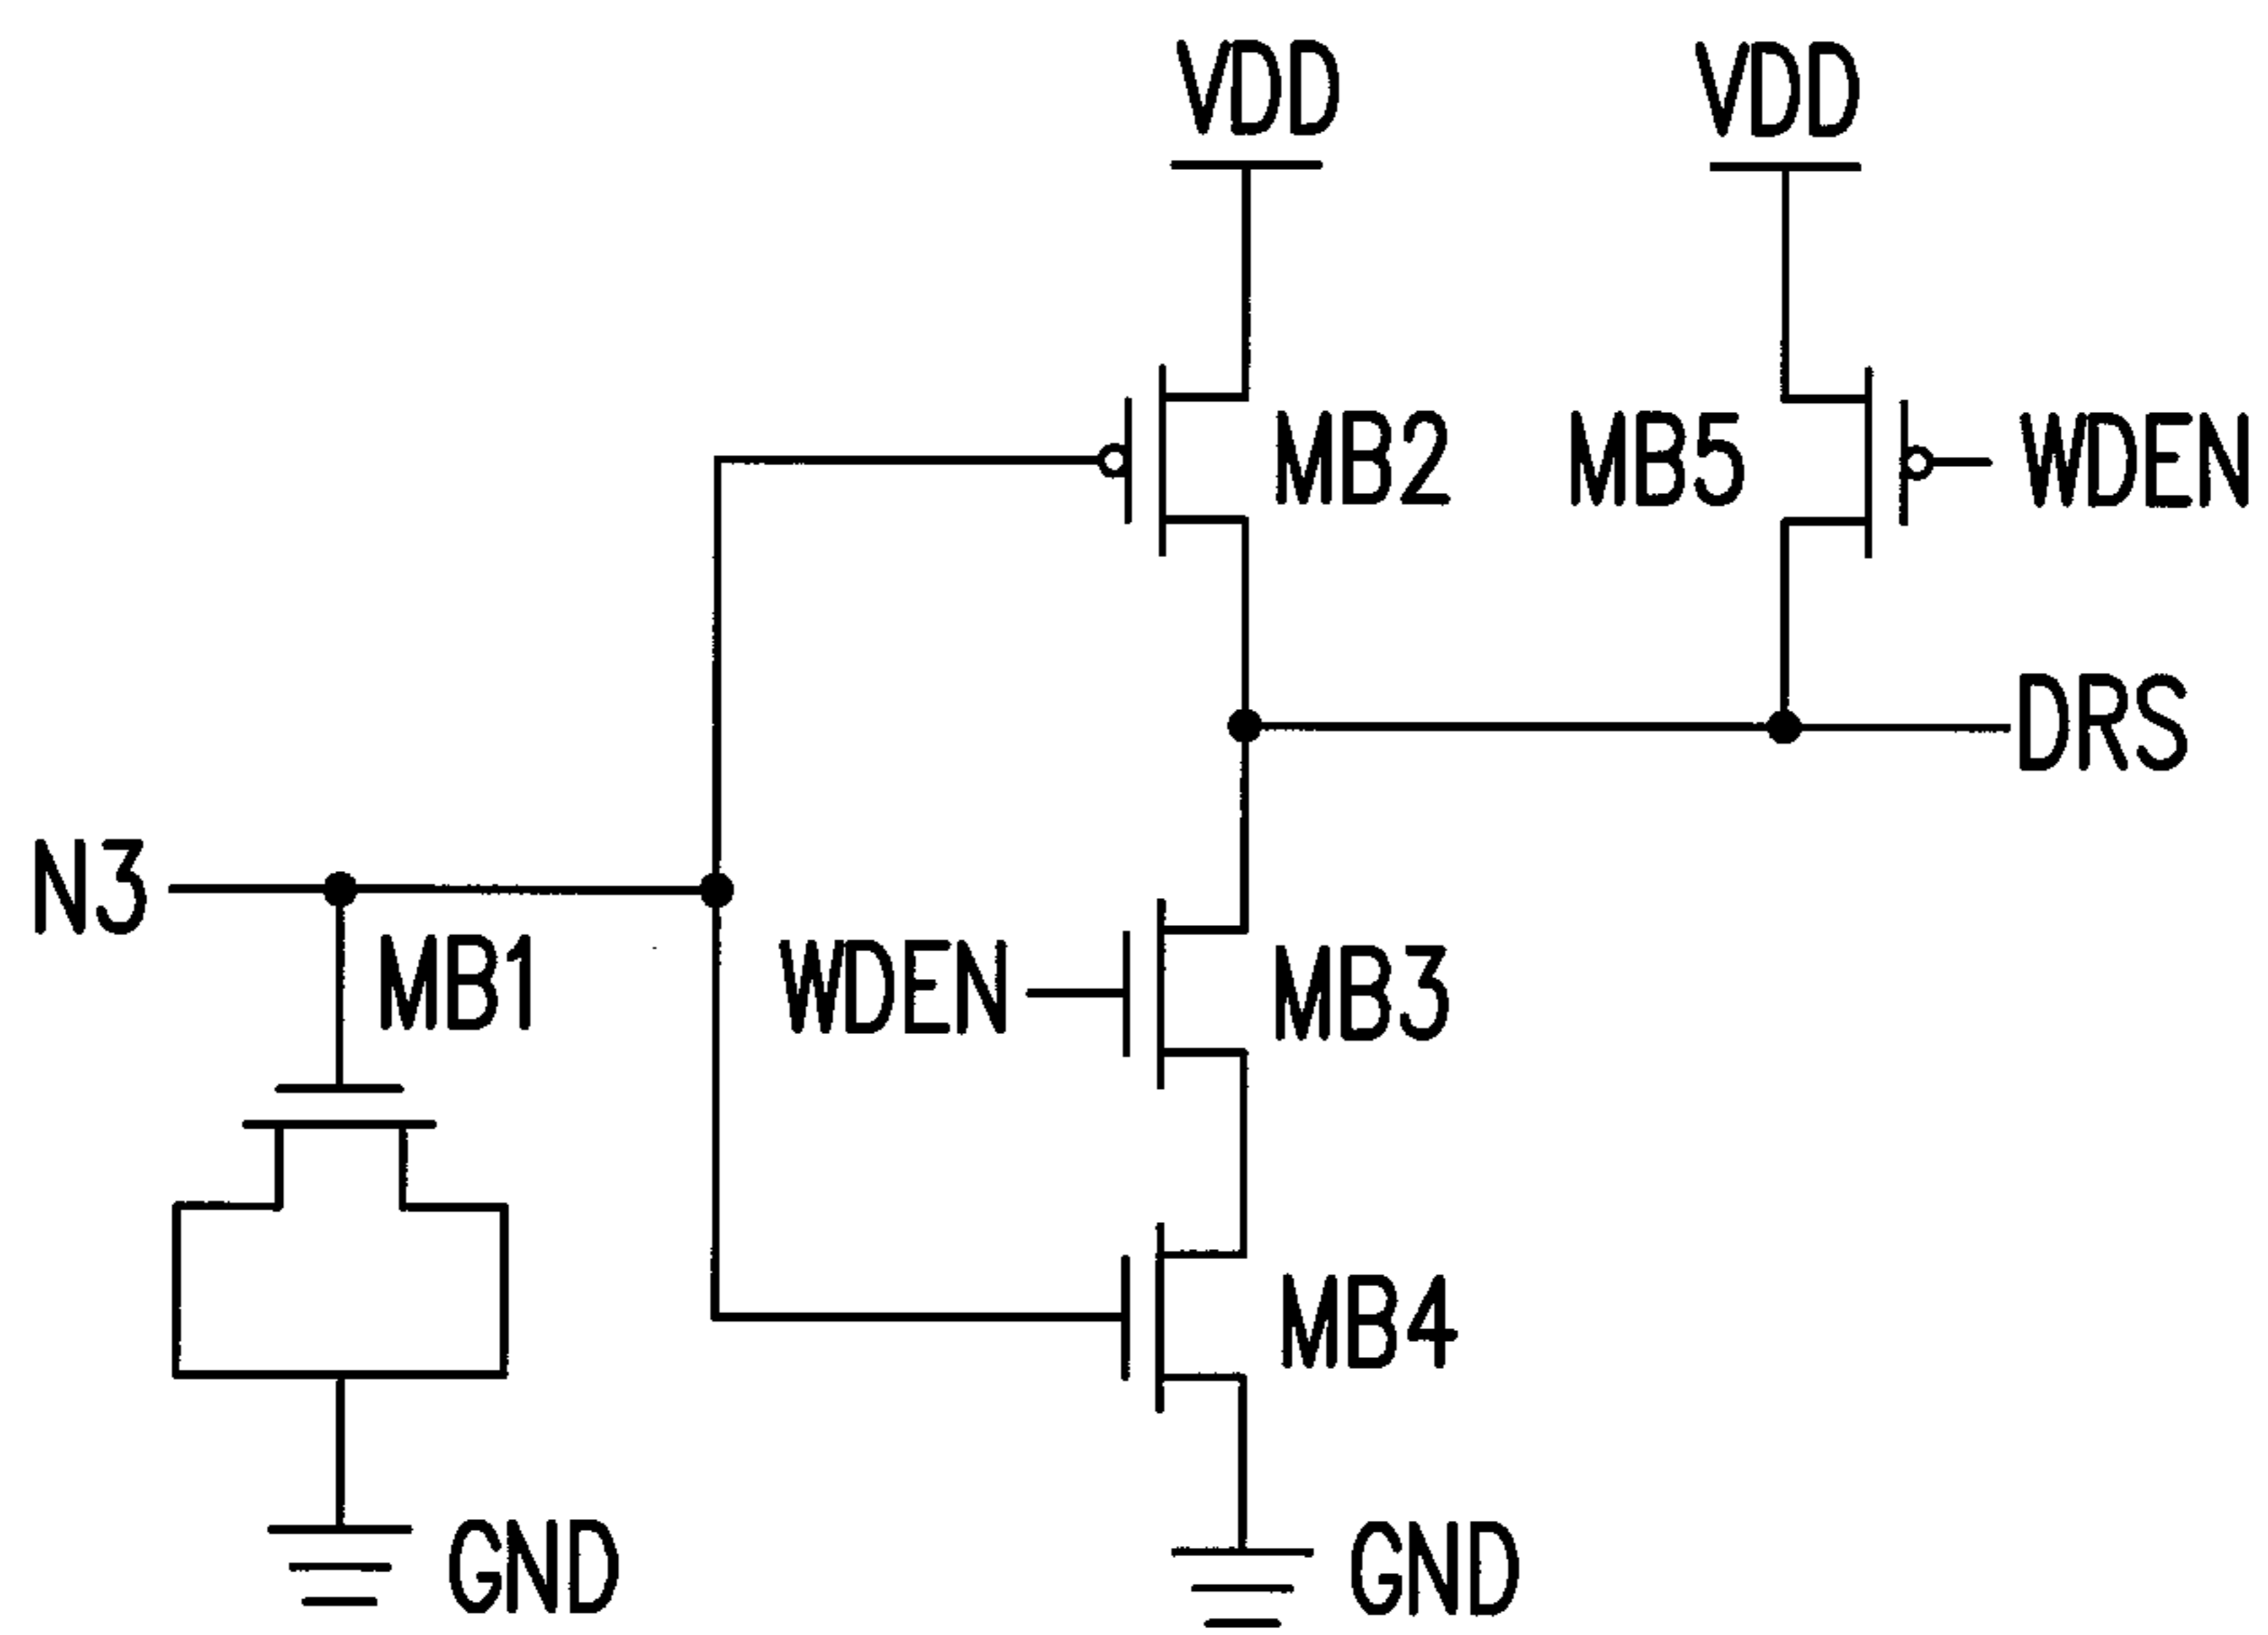 VDD VDD
MB2 MB5 WDEN
DRS
N3
MB1 WDEN MB3
MB4
GND GND